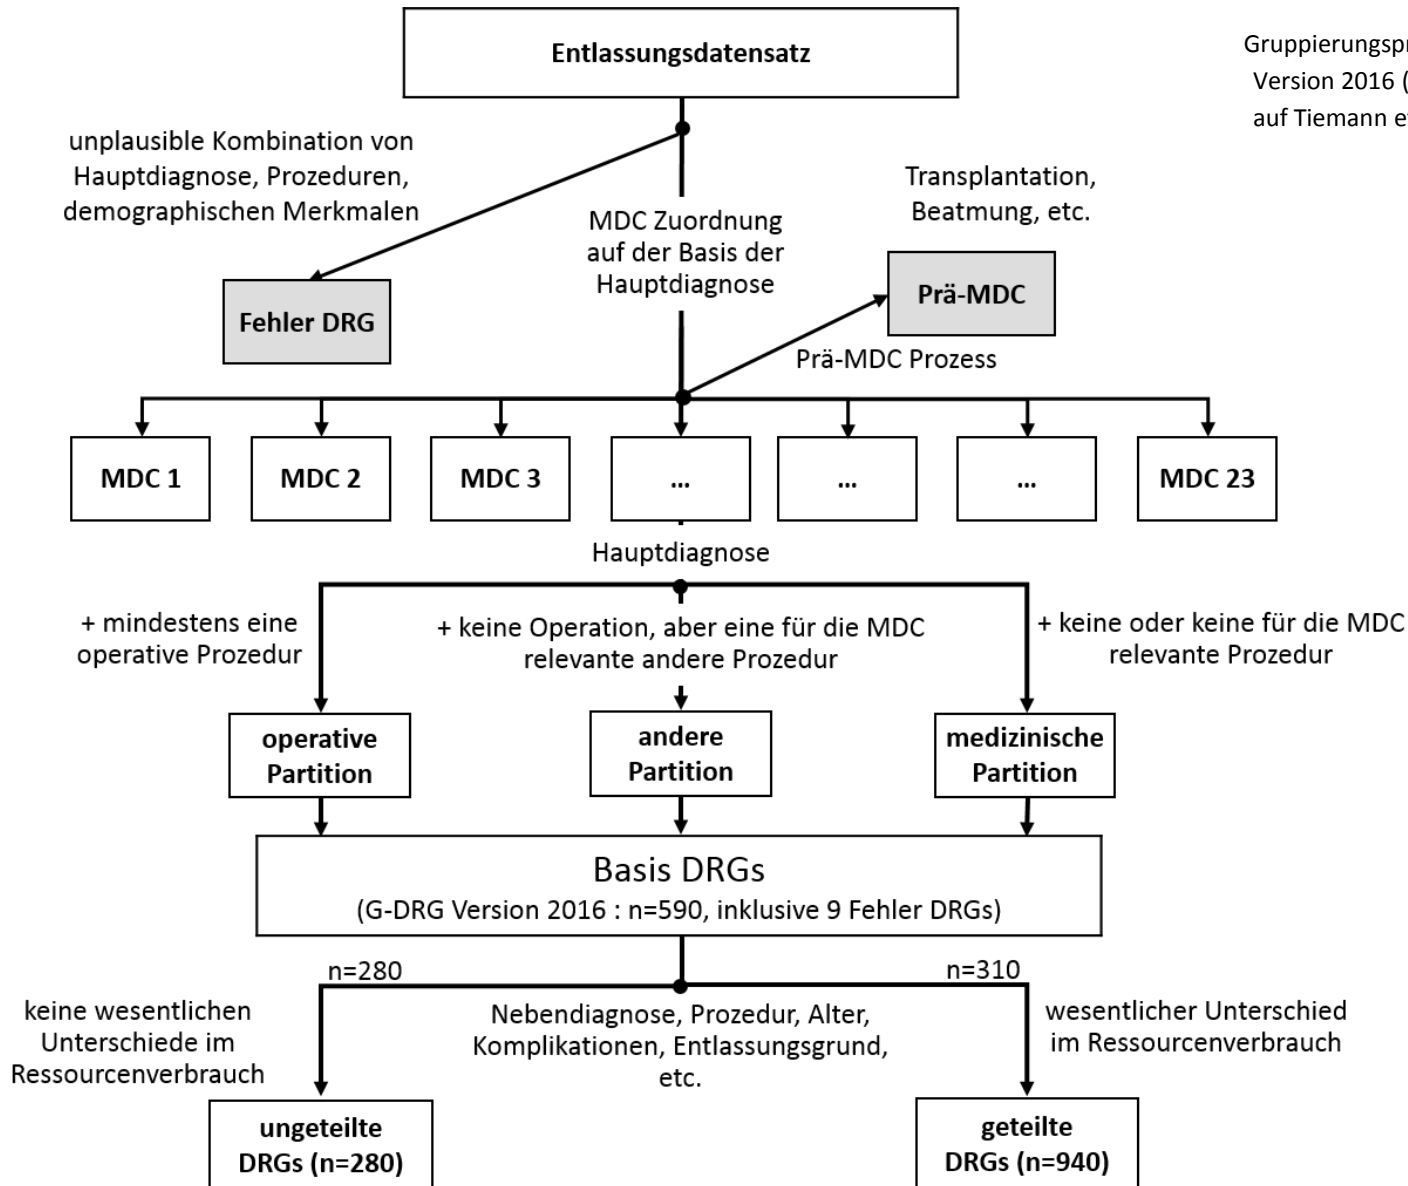 Entlassungsdatensatz
Version 2016 (
unplausible Kombination von
Hauptdiagnose, Prozeduren,
demographischen Merkmalen
Transplantation,
Beatmung, etc.
MDC Zuordnung
auf der Basis der
Hauptdiagnose
Fehler DRG
Prä-MDC
Prä-MDC Prozess
MDC 1
MDC 2
MDC 3
...
...
...
MDC 23
Hauptdiagnose
+ mindestens eine
operative Prozedur
+ keine Operation, aber eine für die MDC
relevante andere Prozedur
+ keine oder keine für die MDC
relevante Prozedur
operative
Partition
andere
Partition
medizinische
Partition
Basis DRGs
(G-DRG Version 2016 : n=590, inklusive 9 Fehler DRGs)
n=280
n=310
keine wesentlichen
Unterschiede im
Ressourcenverbrauch
Nebendiagnose, Prozedur, Alter,
Komplikationen, Entlassungsgrund,
etc.
wesentlicher Unterschied
im Ressourcenverbrauch
ungeteilte
DRGs (n=280)
geteilte
DRGs (n=940)
auf Tiemann